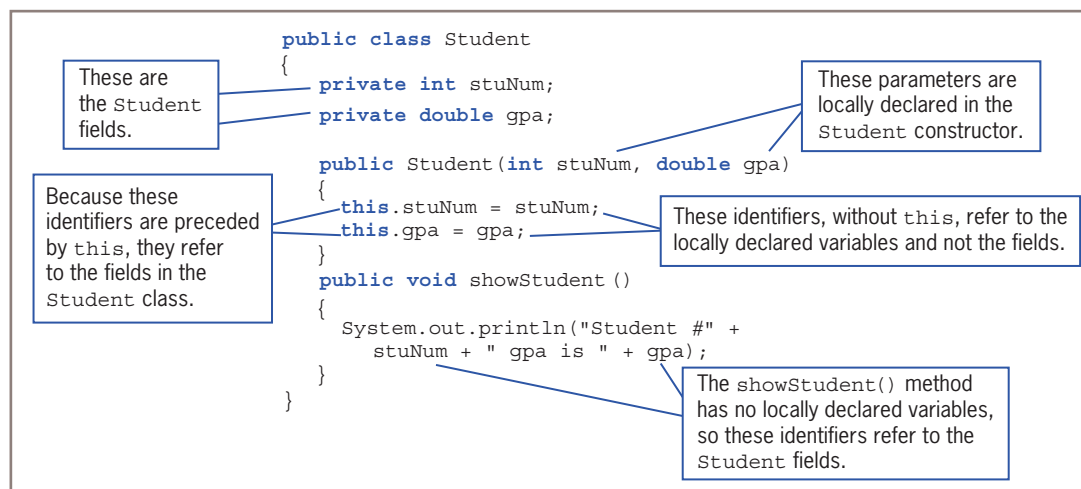 public class Student
{
private int stuNum;
private double gpa;
public Student(int stuNum, double gpa)
{
this.stuNum = stuNum;
this.gpa = gpa;
}
public void showStudent()
{
System.out.println("Student #" +
stuNum + " gpa is " + gpa);
}
}
These are
the Student
fields.
These parameters are
locally declared in the
Student constructor.
Because these
identifiers are preceded
by this, they refer
to the fields in the
Student class.
These identifiers, without this, refer to the
locally declared variables and not the fields.
The showStudent() method
has no locally declared variables,
so these identifiers refer to the
Student fields.